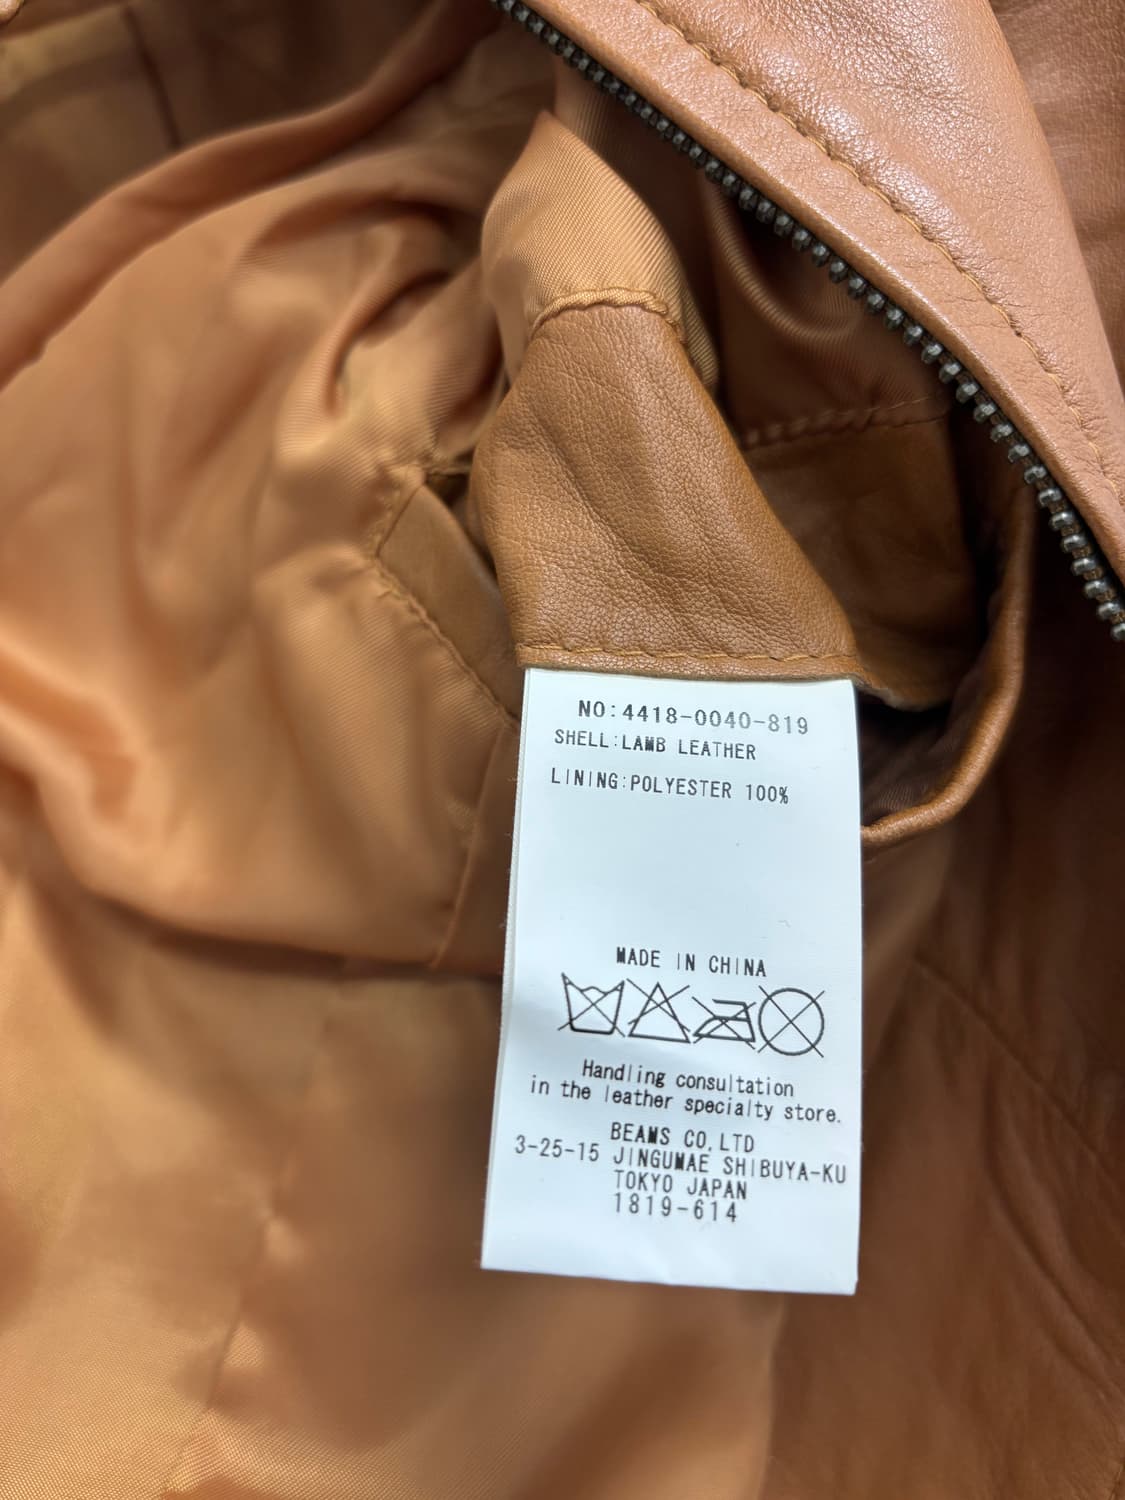 NO:4418-0040-819
SHELL:LAMB LEATHER
LINING:POLYESTER 100%
MADE IN CHINA
Handling consultation
in the leather specialty store.
BEAMS CO,LTD
3-25-15 JINGUMAE SHIBUYA-KU
TOKYO JAPAN
1819-614